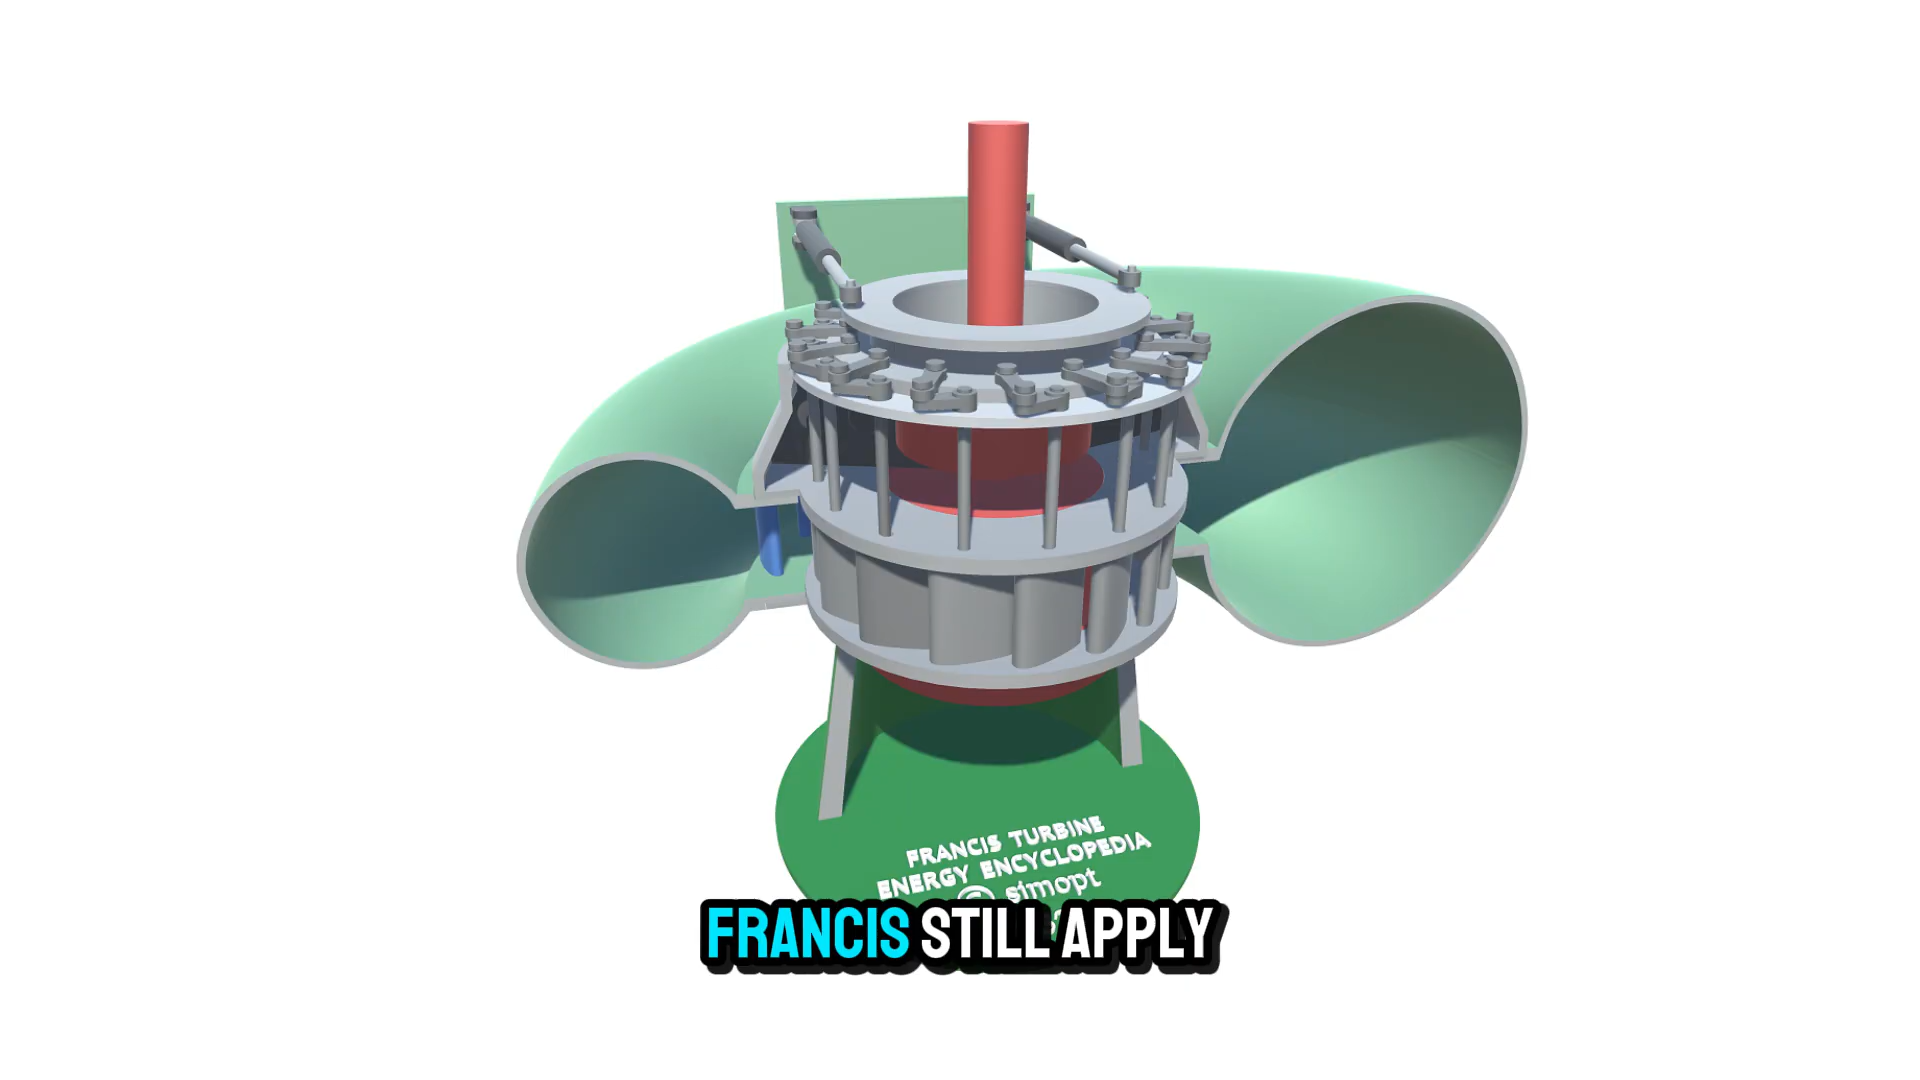 FRANCIS TURBINE
ENERGY ENCYCLOPEDIA
simopt
FRANCIS STILL APPLY